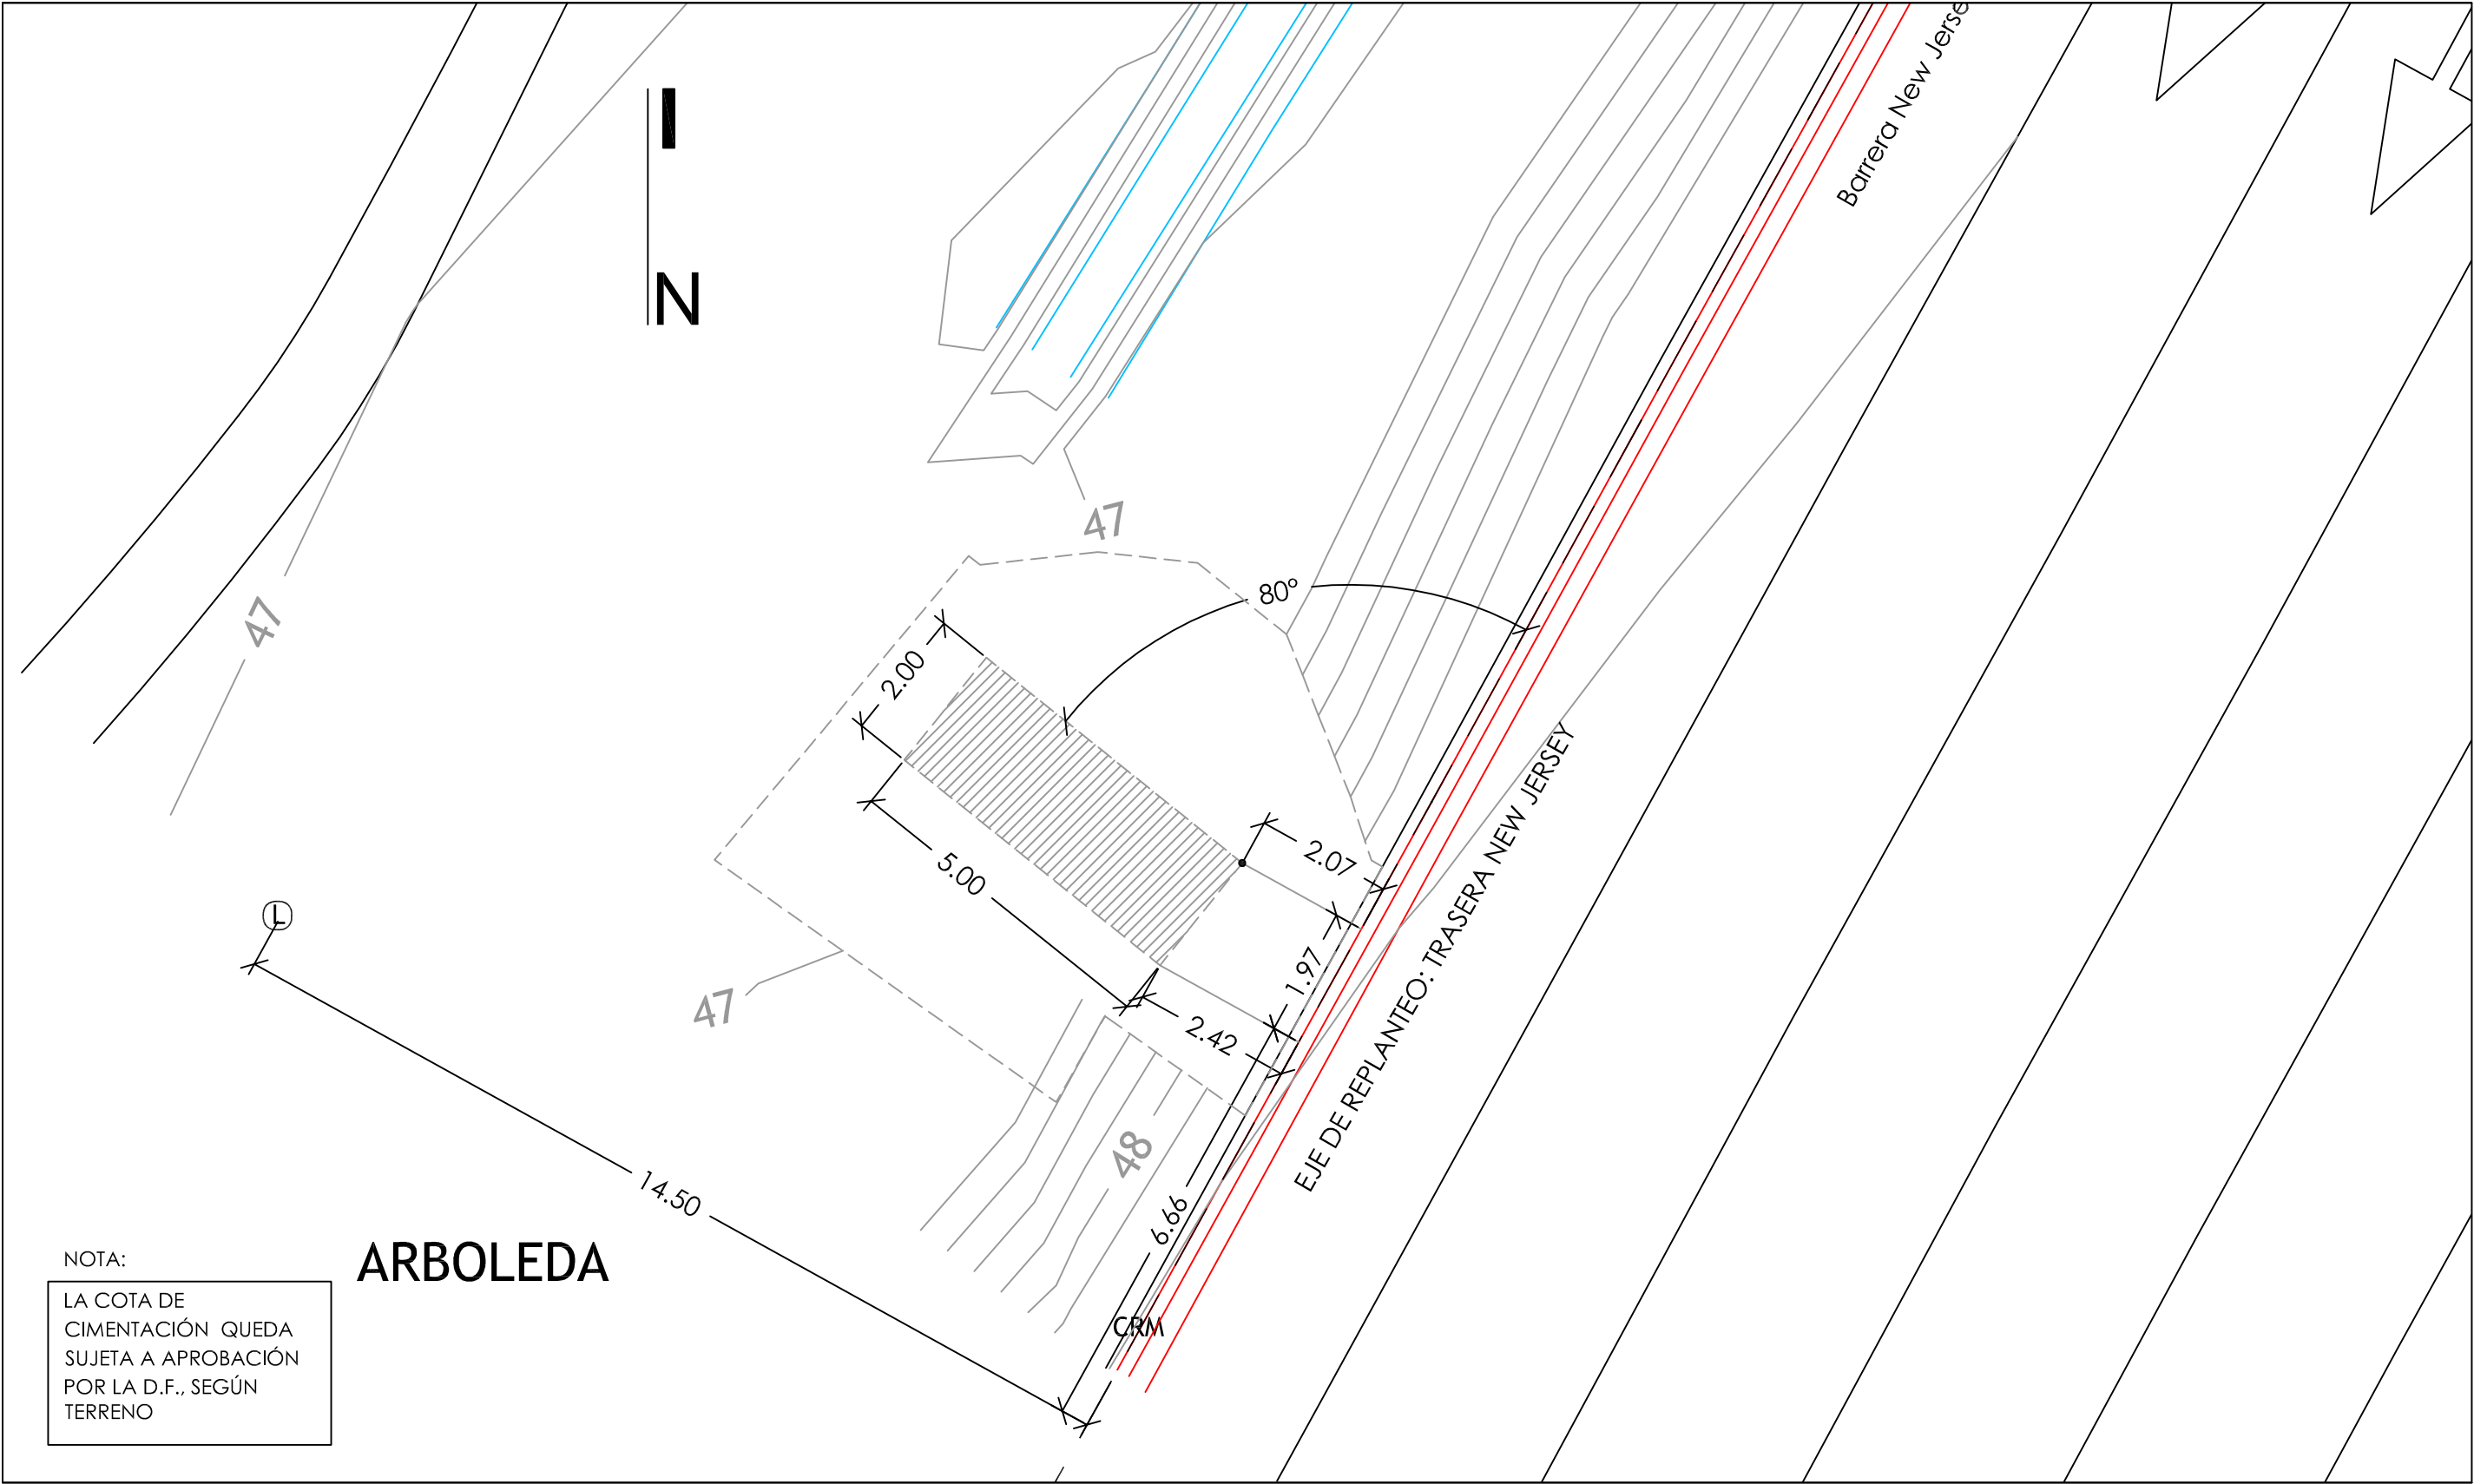 Barrera New Jerse
I
N
47
47
80°
2.00
EJE DE REPLANTEO: TRASERA NEW JERSEY
2.07
5.00
L
1.97
47
2.42
48
14.50
6.66
ARBOLEDA
NOTA:
LA COTA DE
CIMENTACIÓN QUEDA
SUJETA A APROBACIÓN
POR LA D.F., SEGÚN
TERRENO
CRM